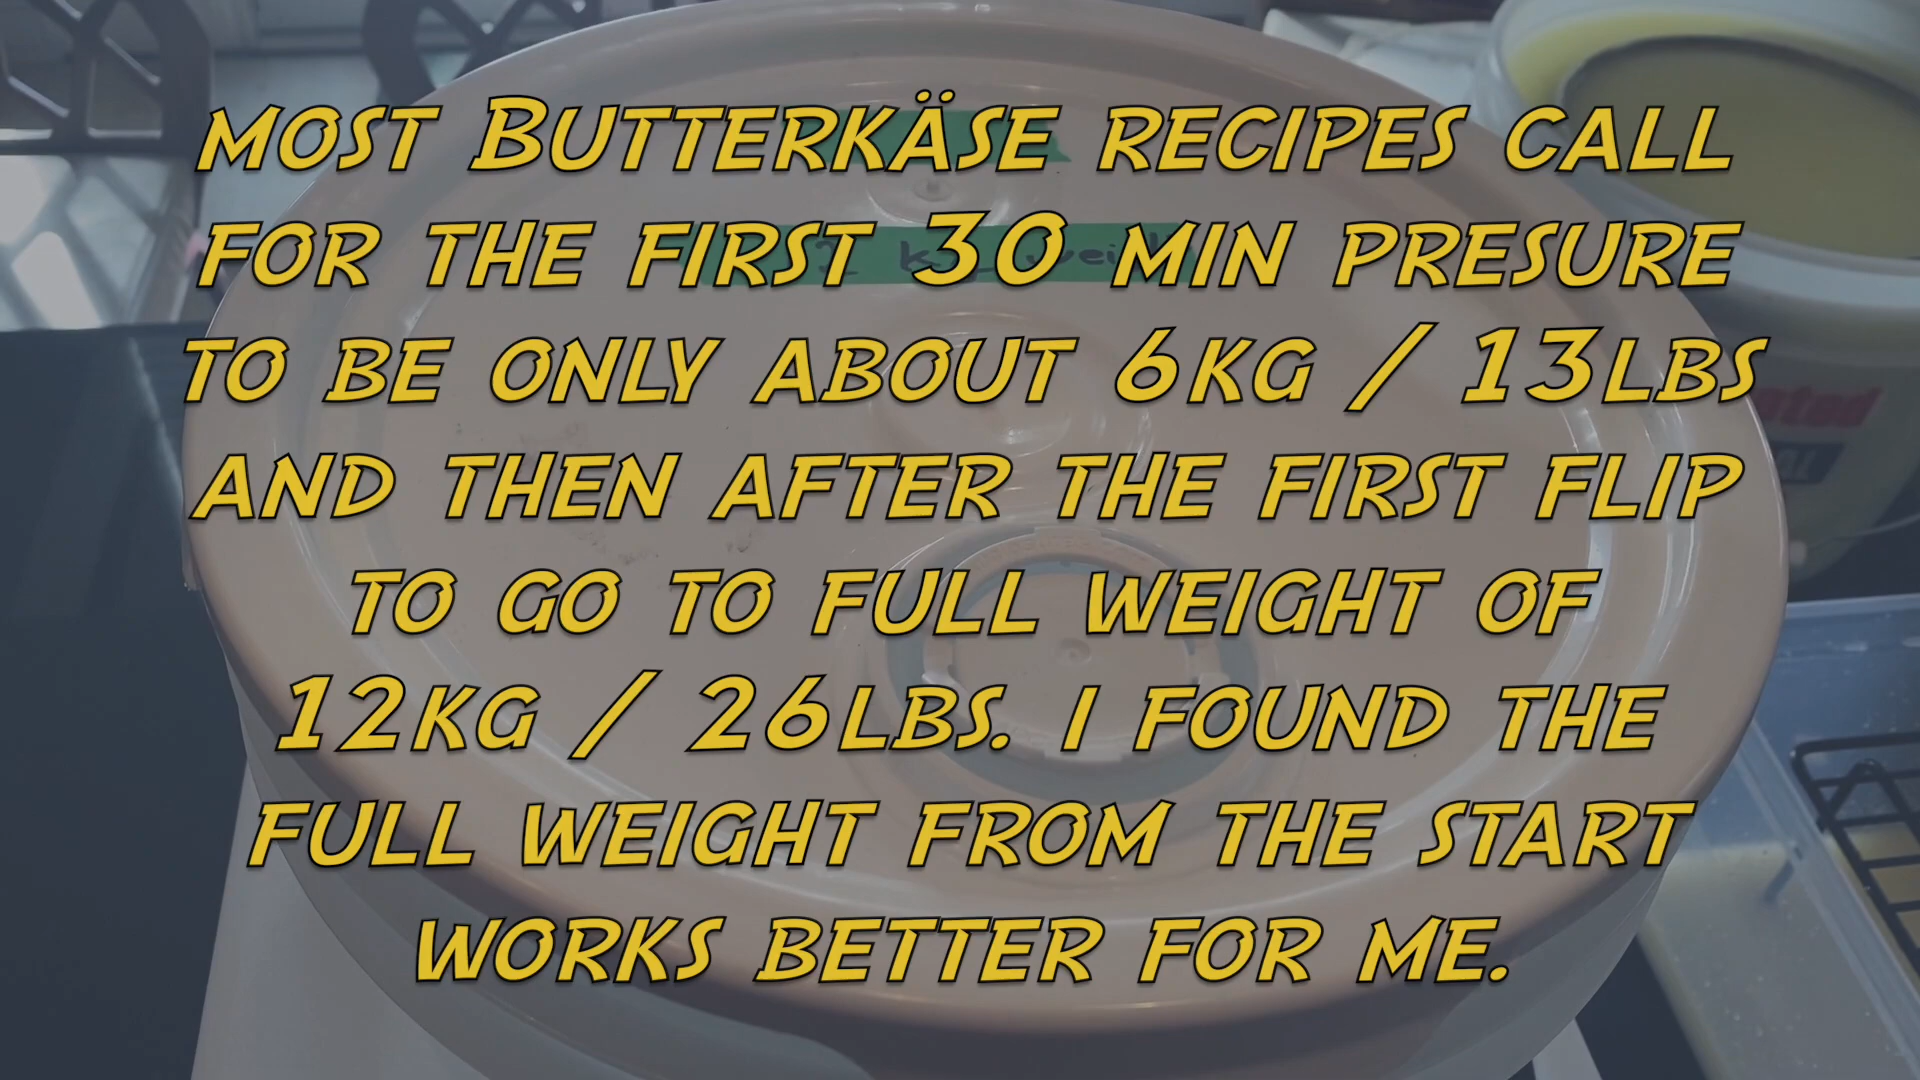 MOST BUTTERKÄSE RECIPES CALL
FOR THE FIRST 30 MIN PRESURE
TO BE ONLY ABOUT 6KG / 13LBS
AND THEN AFTER THE FIRST FLIP
TO GO TO FULL WEIGHT OF
12KG / 26LBS. I FOUND THE
FULL WEIGHT FROM THE START
WORKS BETTER FOR ME.